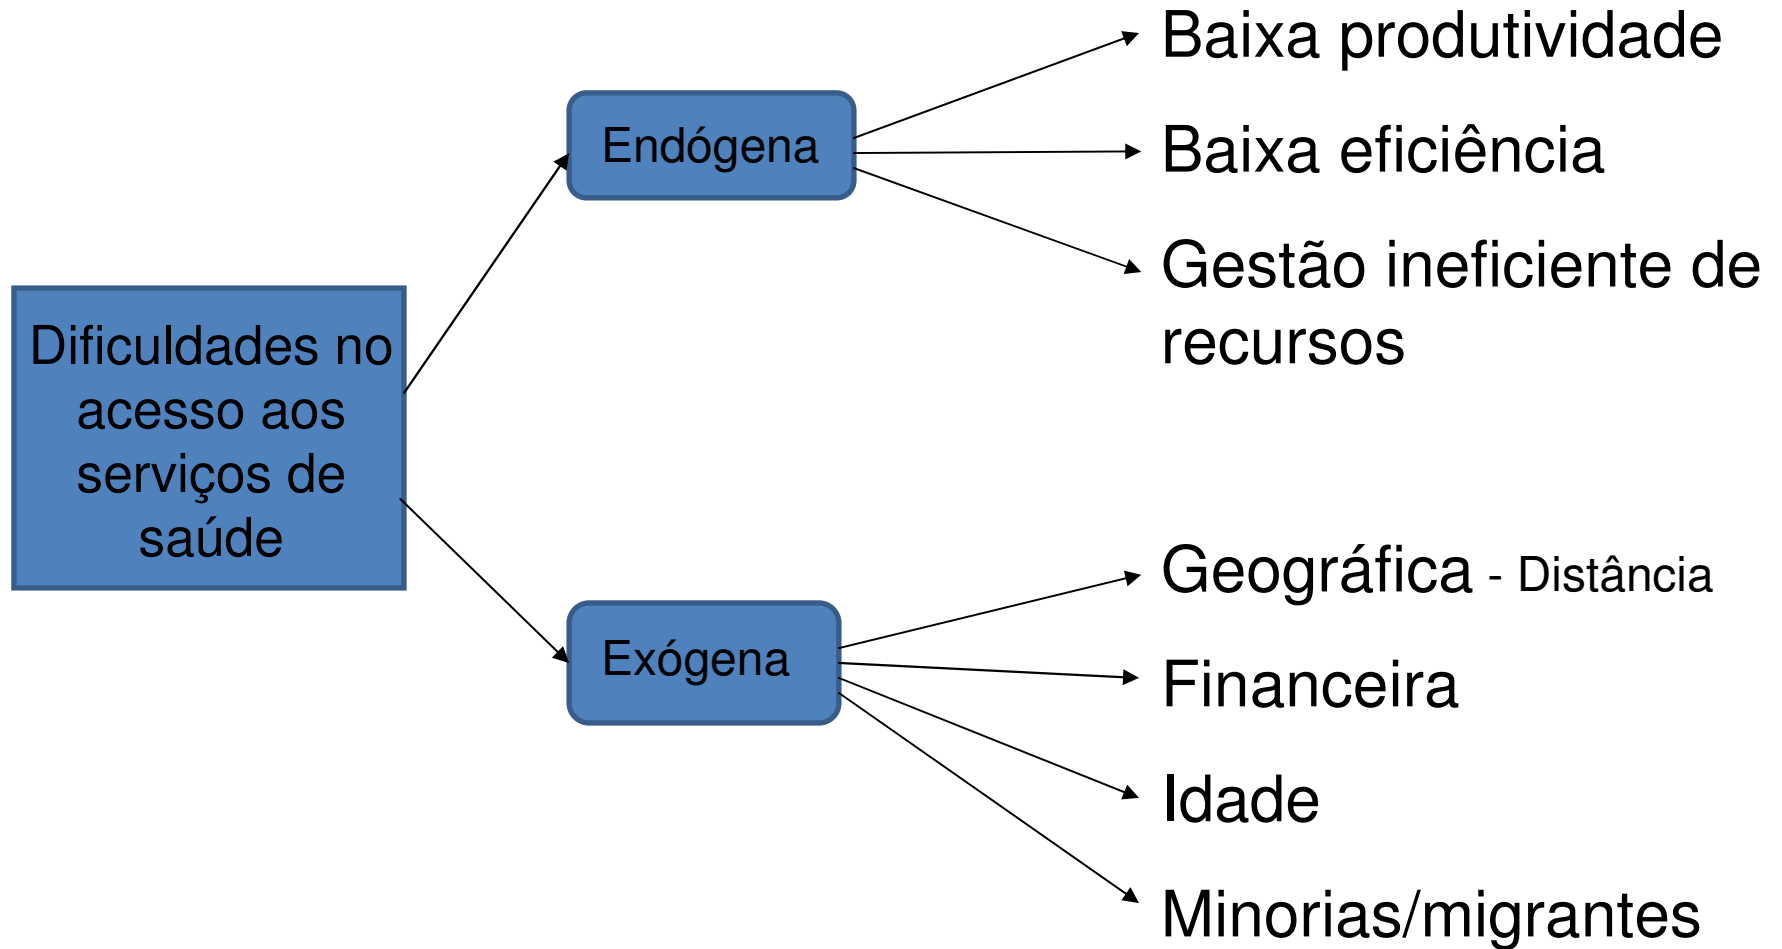 Dificuldades no
acesso aos
serviços de
saúde
Endógena
Baixa produtividade
Baixa eficiência
Gestão ineficiente de
recursos
Exógena
Geográfica - Distância
Financeira
Idade
Minorias/migrantes